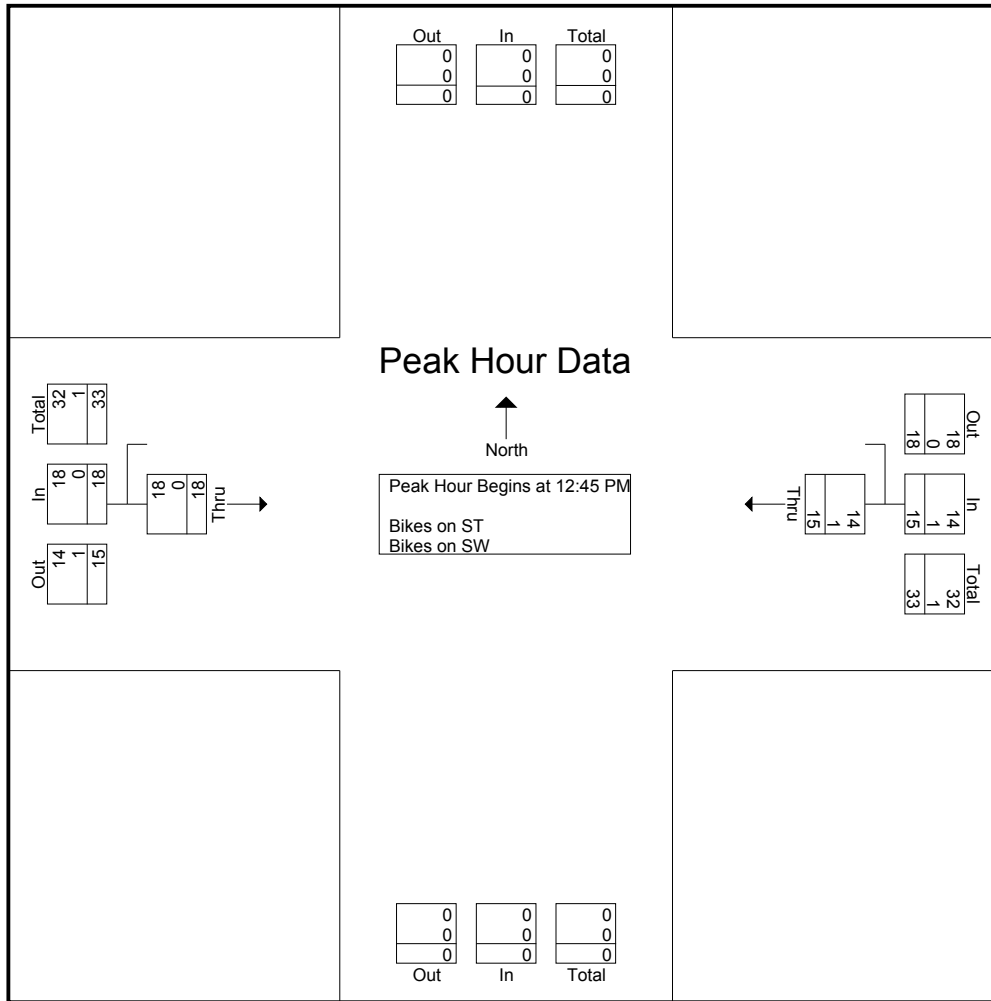 Out In Total
0 0 0
0 0 0
0 0 0
Peak Hour Data
North
Peak Hour Begins at 12:45 PM
Bikes on ST
Bikes on SW
Total
32
1
33
In
18
0
18
Out
14
1
15
18
0
18
Thru
Out
18
0
18
In
14
1
15
Total
32
1
33
14
1
15
Thru
0 0 0
0 0 0
0 0 0
Out In Total